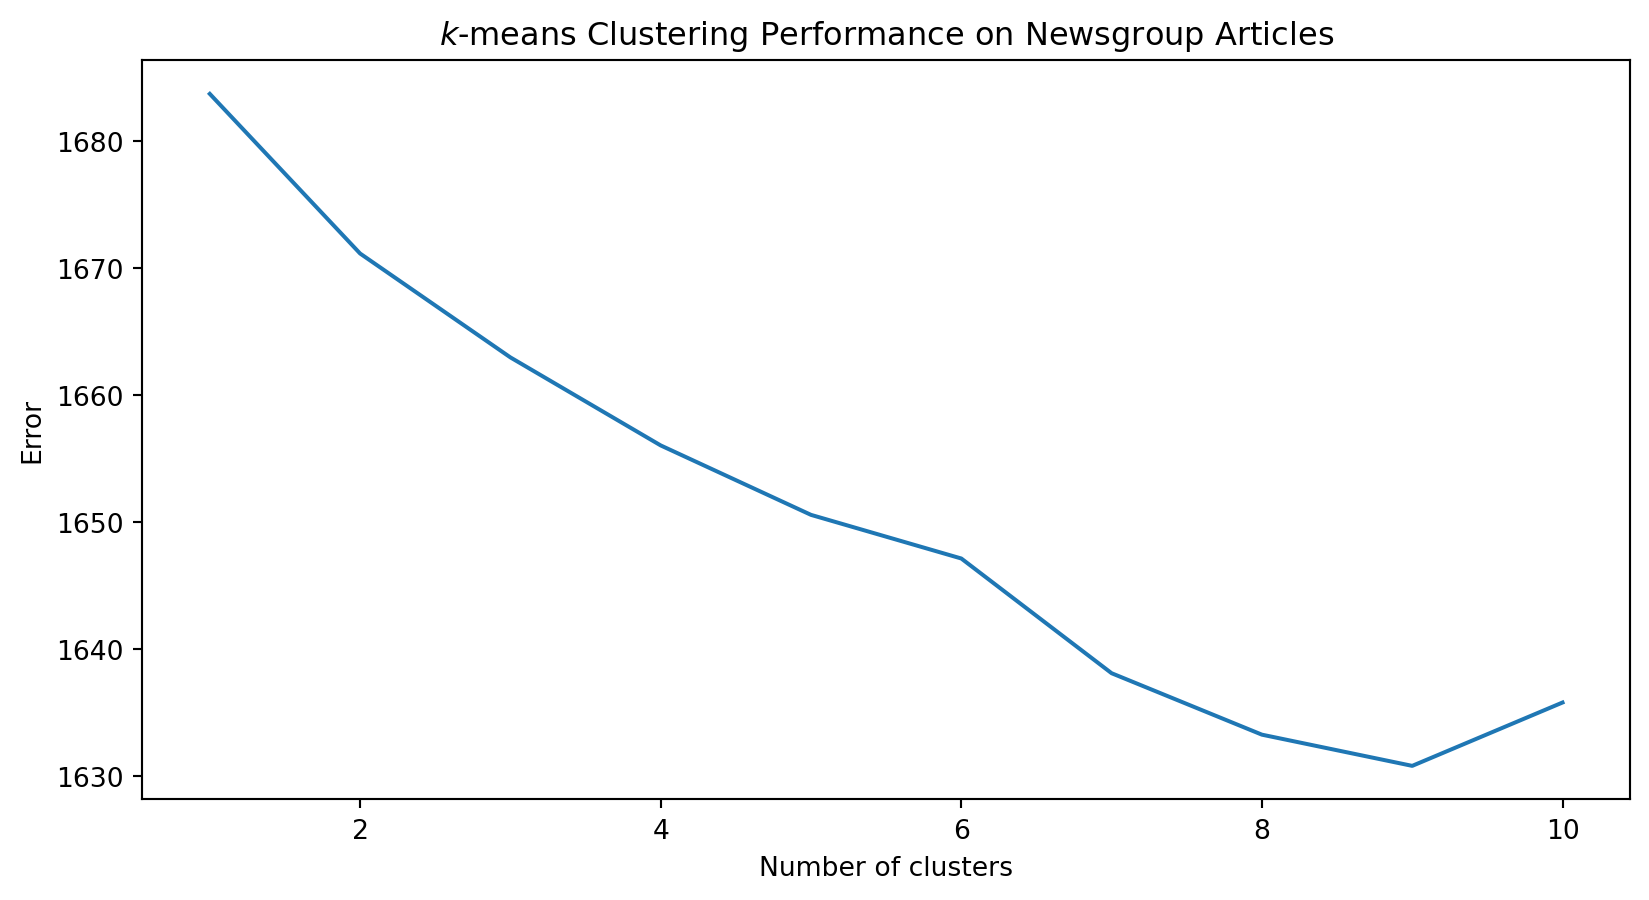 k-means Clustering Performance on Newsgroup Articles
1680
1670
1660
1650
1640
1630
Error
2 4 6 8 10
Number of clusters